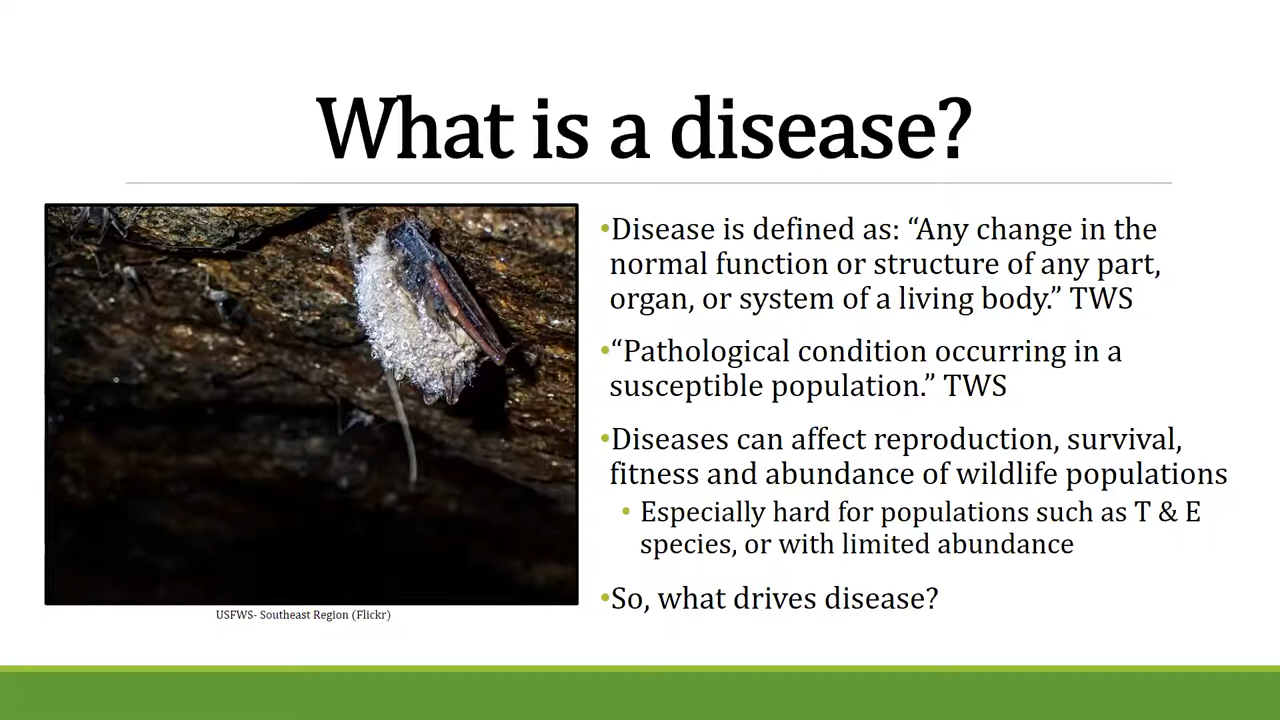 What is a disease?
•Disease is defined as: “Any change in the
normal function or structure of any part,
organ, or system of a living body.” TWS
•“Pathological condition occurring in a
susceptible population.” TWS
•Diseases can affect reproduction, survival,
fitness and abundance of wildlife populations
• Especially hard for populations such as T & E
species, or with limited abundance
•So, what drives disease?
USFWS- Southeast Region (Flickr)